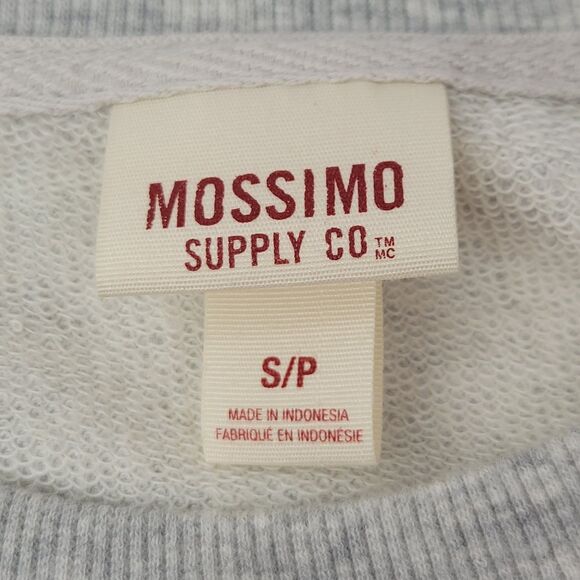 MOSSIMO
SUPPLY CO ™ MC
S/P
MADE IN INDONESIA
FABRIQUÉ EN INDONÉSIE